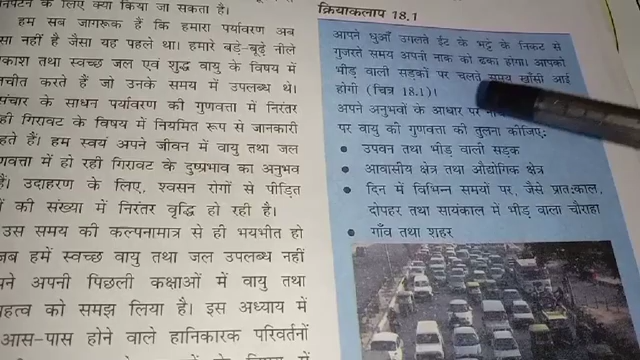 के लिए क्या किया जा सकता है।
हम सब जागरूक हैं कि हमारा पर्यावरण अब
नहीं है जैसा यह पहले था। हमारे बड़े-बूढ़े नीले
तथा स्वच्छ जल एवं शुद्ध वायु के विषय में
करते हैं जो उनके समय में उपलब्ध थे।
संचार के साधन पर्यावरण की गुणवत्ता में निरंतर
गिरावट के विषय में नियमित रूप से जानकारी
हैं। हम स्वयं अपने जीवन में वायु तथा जल
में हो रही गिरावट के दुष्प्रभाव का अनुभव
उदाहरण के लिए, श्वसन रोगों से पीड़ित
की संख्या में निरंतर वृद्धि हो रही है।
उस समय की कल्पनामात्र से ही भयभीत हो
जब हमें स्वच्छ वायु तथा जल उपलब्ध नहीं
अपनी पिछली कक्षाओं में वायु तथा
को समझ लिया है। इस अध्याय में
आस-पास होने वाले हानिकारक परिवर्तनों
क्रियाकलाप 18.1
आपने धुआँ उगलते ईंट के भट्टे के निकट से
गुजरते समय अपनी नाक को ढका होगा। आपको
भीड़ वाली सड़कों पर चलते समय खाँसी आई
होगी (चित्र 18.1)।
अपने अनुभवों के आधार पर
पर वायु की गुणवत्ता की तुलना कीजिए:
• उपवन तथा भीड़ वाली सड़क
• आवासीय क्षेत्र तथा औद्योगिक क्षेत्र
• दिन में विभिन्न समयों पर, जैसे प्रात:काल,
दोपहर तथा सायंकाल में भीड़ वाला चौराहा
• गाँव तथा शहर